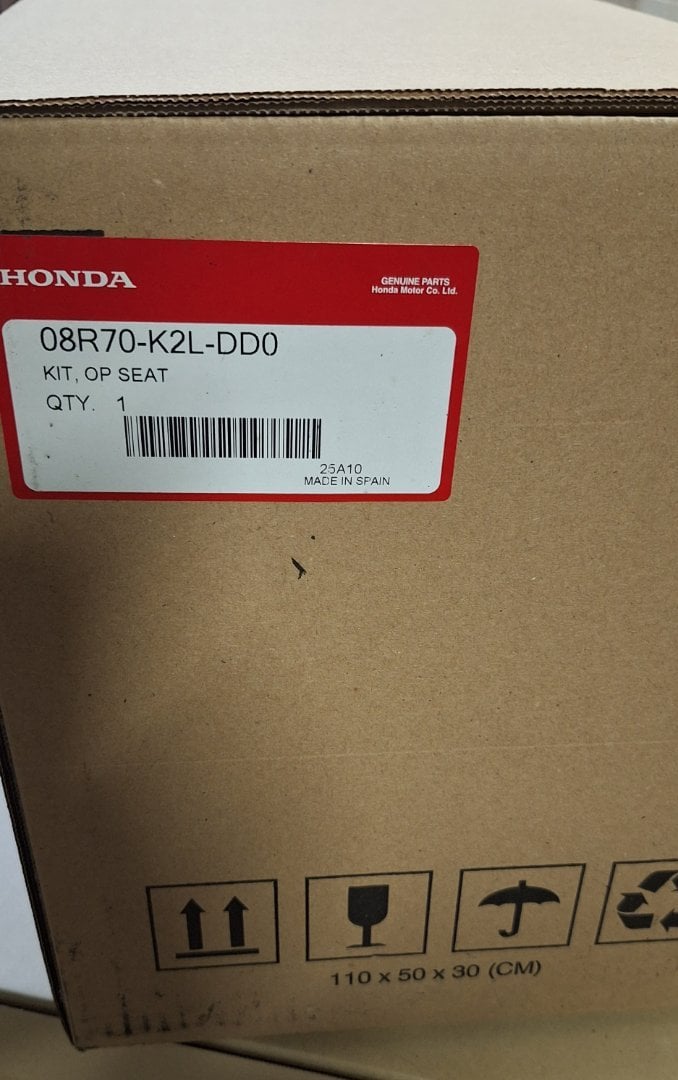 HONDA
GENUINE PARTS
Honda Motor Co. Ltd.
08R70-K2L-DD0
KIT, OP SEAT
QTY. 1
25A10
MADE IN SPAIN
110 x 50 x 30 (CM)